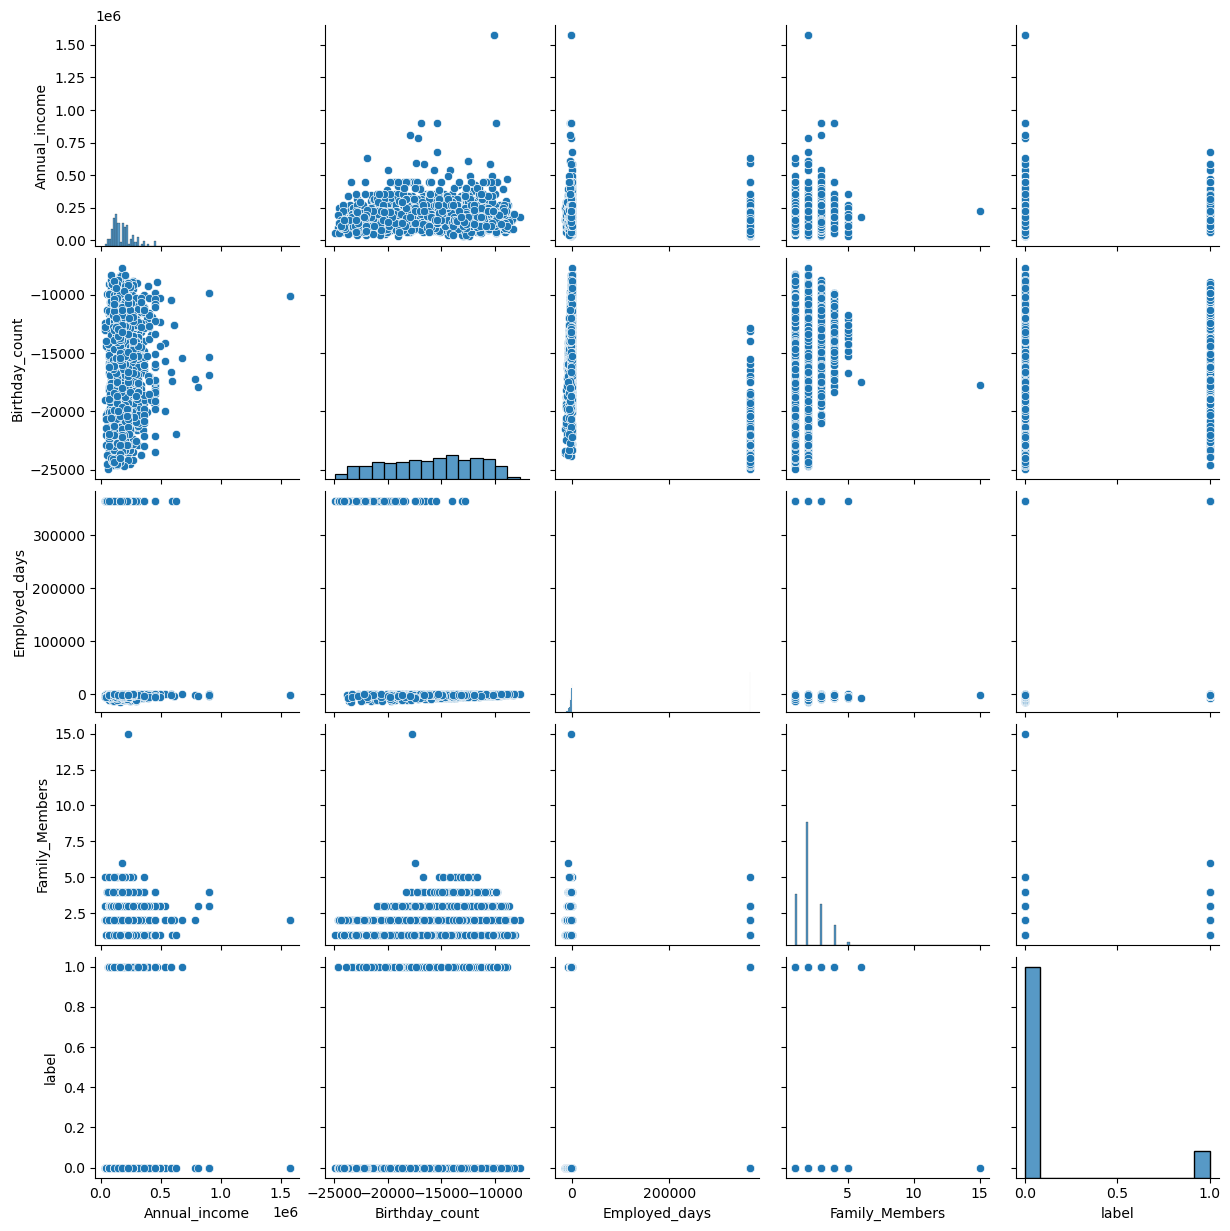 1e6
1.50
1.25
1.00
0.75
0.50
0.25
0.00
Annual_income
−10000
−15000
−20000
−25000
Birthday_count
300000
200000
100000
0
Employed_days
15.0
12.5
10.0
7.5
5.0
2.5
Family_Members
1.0
0.8
0.6
0.4
0.2
0.0
label
0.0 0.5 1.0 1.5
1e6
Annual_income
−25000 −20000 −15000 −10000
Birthday_count
0 200000
Employed_days
5 10 15
Family_Members
0.0 0.5 1.0
label